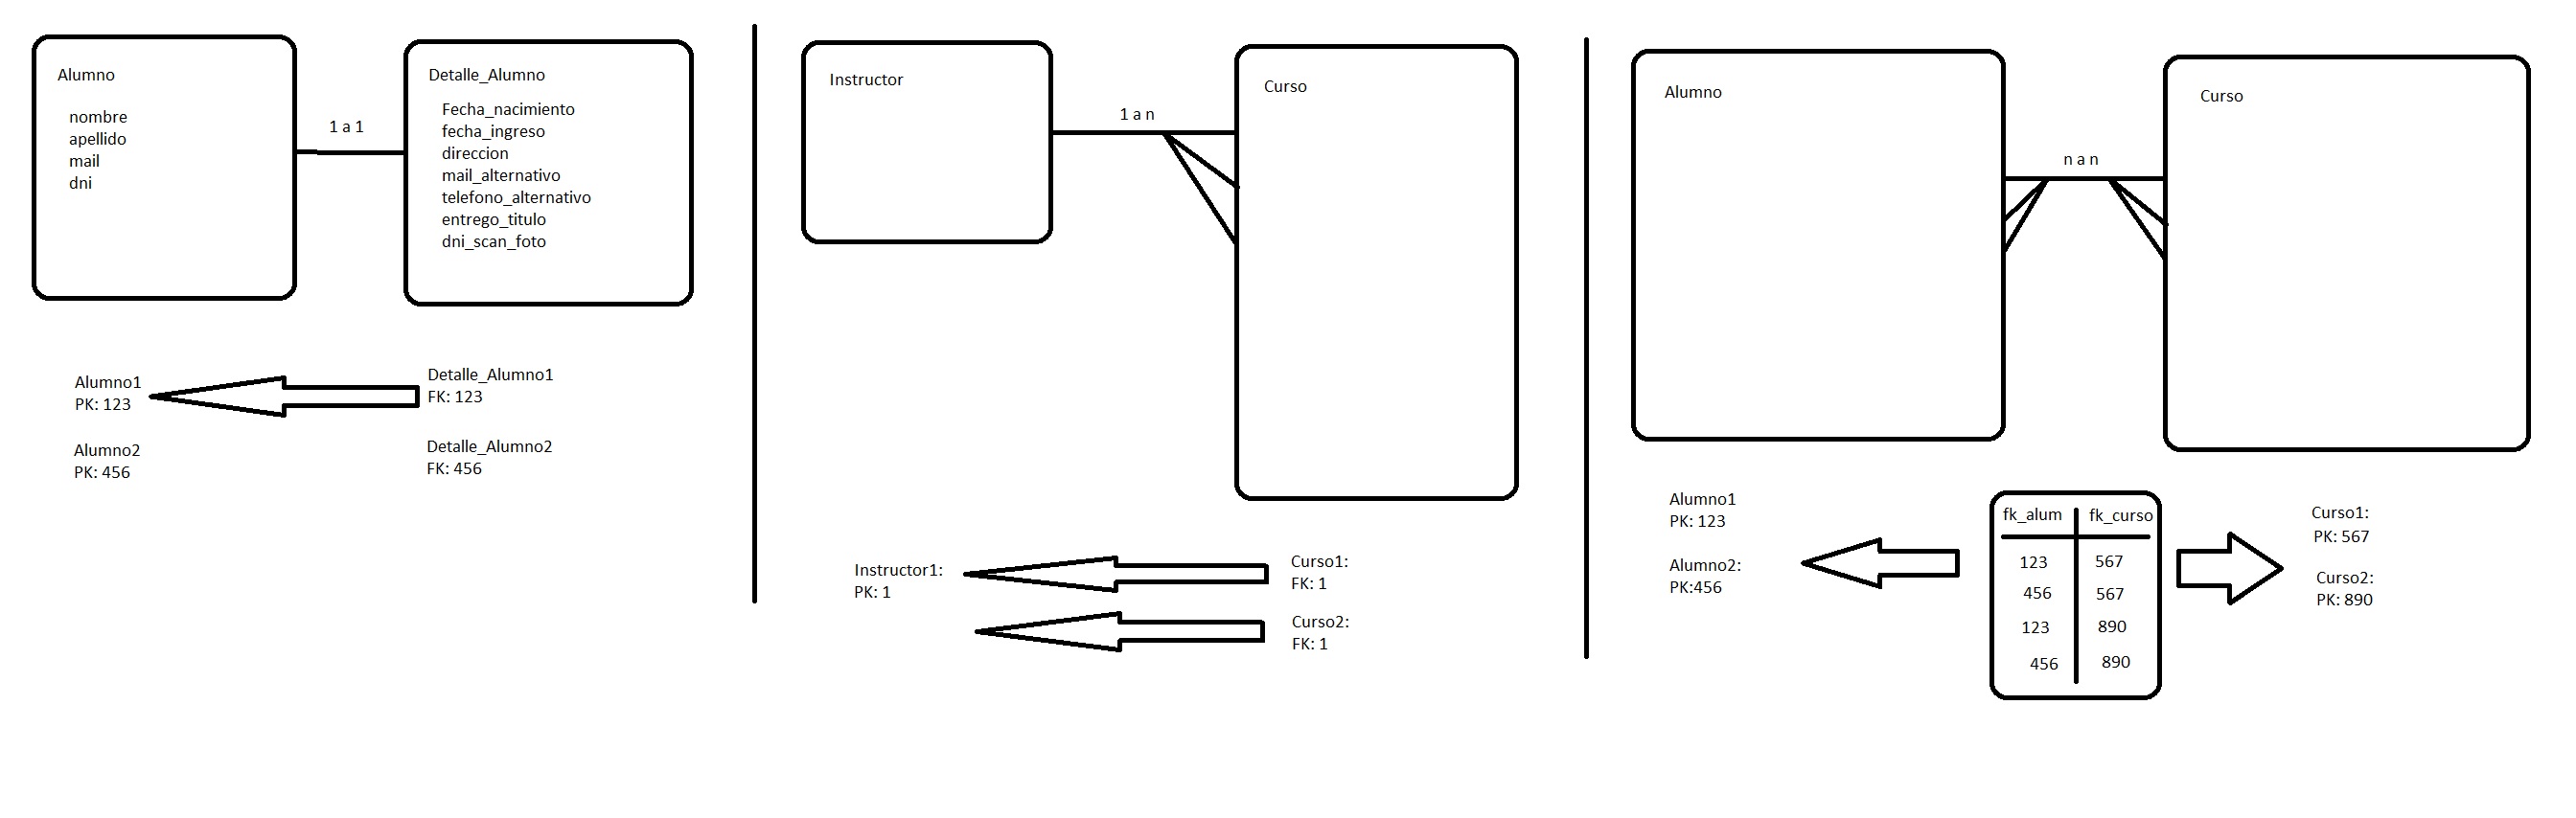 Alumno
nombre
apellido
mail
dni
1 a 1
Detalle_Alumno
Fecha_nacimiento
fecha_ingreso
direccion
mail_alternativo
telefono_alternativo
entrego_titulo
dni_scan_foto
Alumno1
PK: 123
Detalle_Alumno1
FK: 123
Alumno2
PK: 456
Detalle_Alumno2
FK: 456
Instructor
1 a n
Curso
Instructor1:
PK: 1
Curso1:
FK: 1
Curso2:
FK: 1
Alumno
n a n
Curso
Alumno1
PK: 123
Alumno2:
PK:456
fk_alum fk_curso
123 567
456 567
123 890
456 890
Curso1:
PK: 567
Curso2:
PK: 890